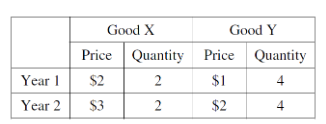 Good X Good Y
Price Quantity Price Quantity
Year 1 $2 2 $1 4
Year 2 $3 2 $2 4